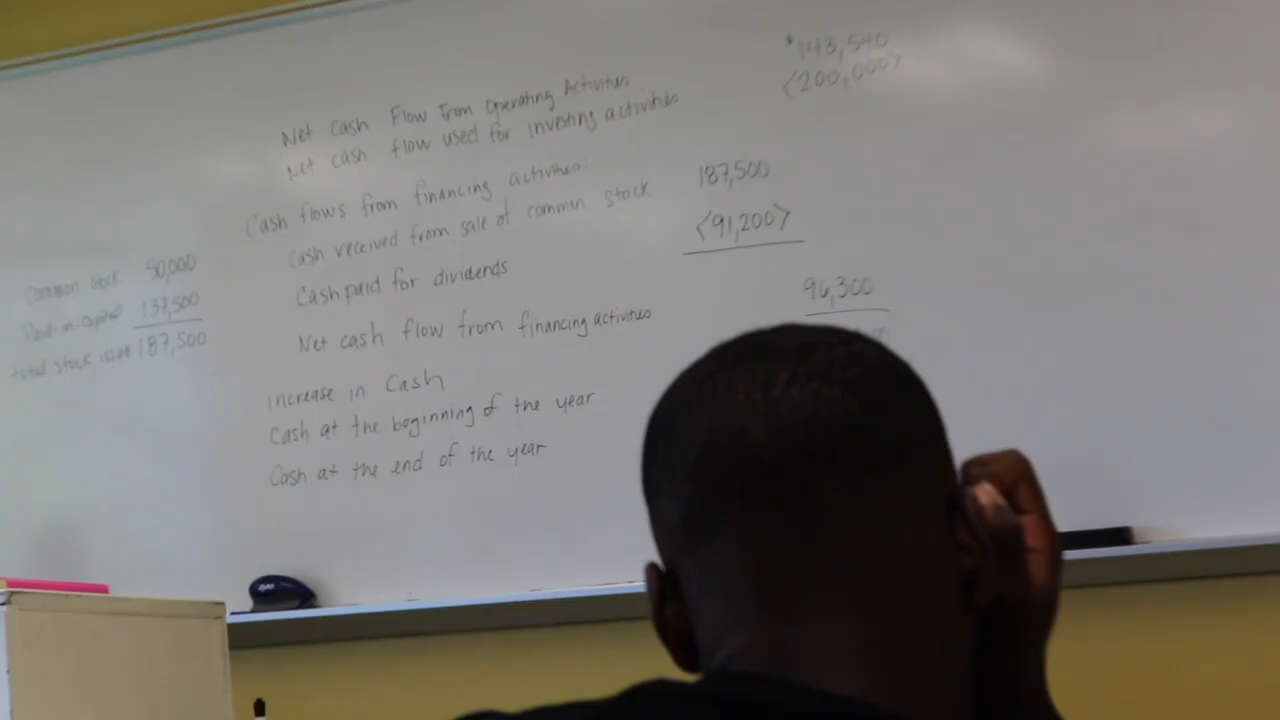 Net Cash Flow From Operating Activities $143,540
Net cash flow used for investing activities <200,000>
Cash flows from financing activities:
Cash received from sale of common stock 187,500
Cash paid for dividends <91,200>
Net cash flow from financing activities 96,300
increase in Cash
Cash at the beginning of the year
Cash at the end of the year
Common Stock 50,000
Paid-in-capital 137,500
total stock issue 187,500